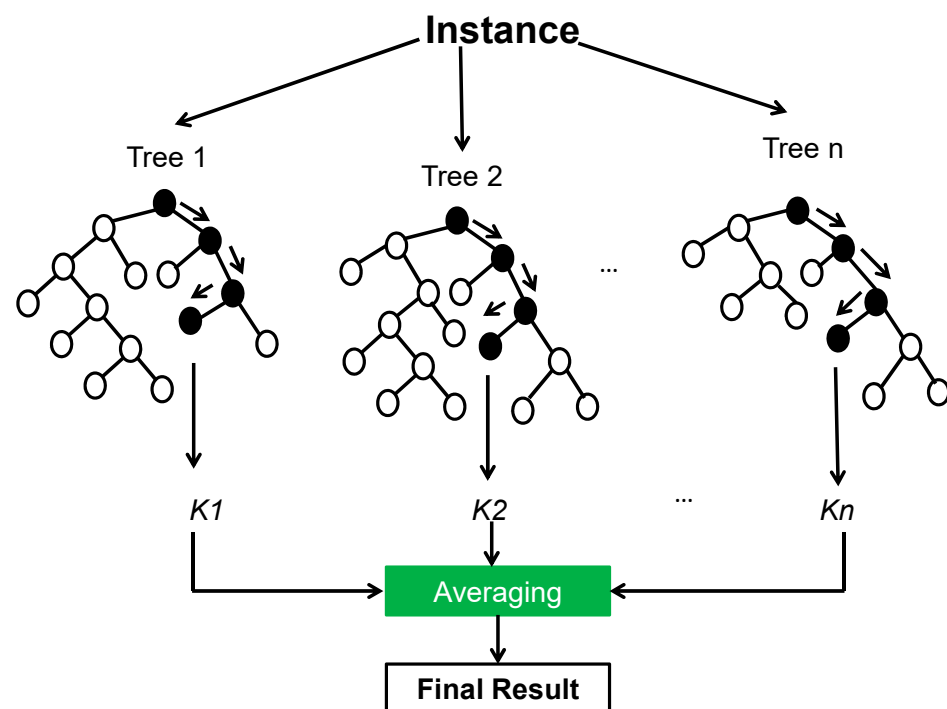 Instance
Tree 1
Tree 2
Tree n
...
K1
K2
...
Kn
Averaging
Final Result